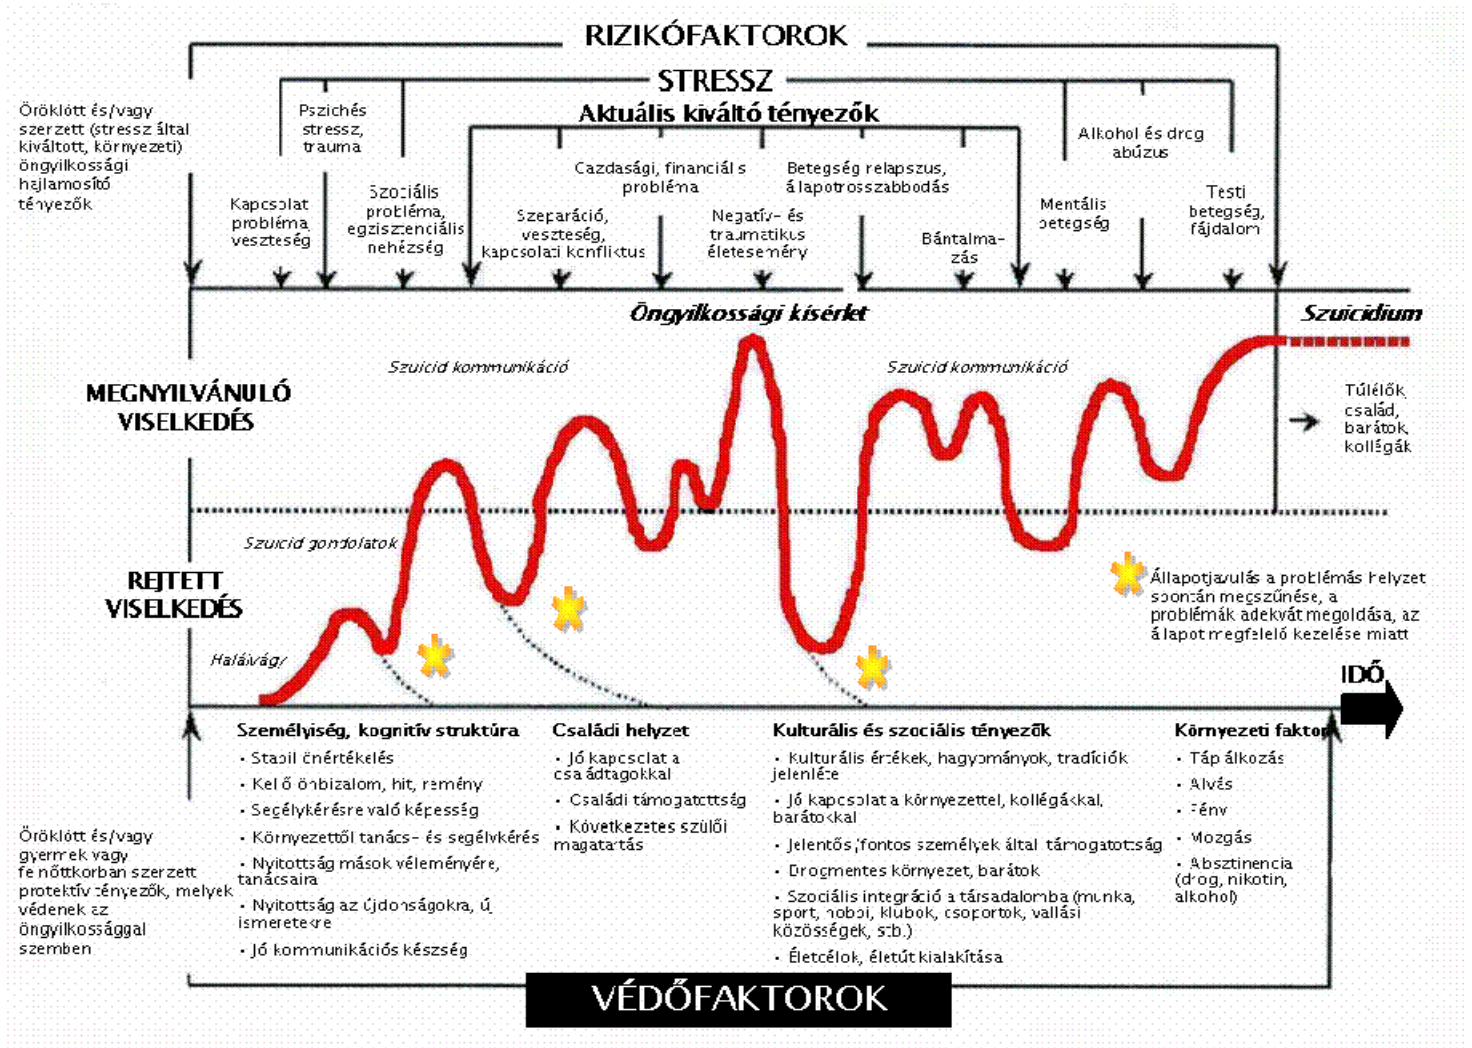 RIZIKÓFAKTOROK
STRESSZ
Aktuális kiváltó tényezők
Öröklött és/vagy
szerzett (stressz által
kiváltott, környezeti)
öngyilkossági
hajlamosító
tényezők
Kapcsolat
probléma
veszteség
Pszichés
stressz,
trauma
Szociális
probléma,
egzisztenciális
nehézség
Szeparáció,
veszteség,
kapcsolati konfliktus
Gazdasági, financiális
probléma
Negatív- és
traumatikus
életesemény
Betegség relapszus,
állapotrosszabbodás
Bántalma-
zás
Mentális
betegség
Alkohol és drog
abúzus
Testi
betegség,
fájdalom
Öngyilkossági kísérlet
Szuicidium
Szuicid kommunikáció
Szuicid kommunikáció
MEGNYILVÁNULÓ
VISELKEDÉS
Túlélők,
család,
barátok,
kollégák
Szuicid gondolatok
REJTETT
VISELKEDÉS
Halálvágy
Állapotjavulás a problémás helyzet
spontán megszűnése, a
problémák adekvát megoldása, az
állapot megfelelő kezelése miatt
IDŐ
Személyiség, kognitív struktúra
- Stabil önértékelés
- Kellő önbizalom, hit, remény
- Segélykérésre való képesség
- Környezettől tanács- és segélykérés
- Nyitottság mások véleményére,
tanácsaira
- Nyitottság az újdonságokra, új
ismeretekre
- Jó kommunikációs készség
Családi helyzet
- Jó kapcsolat a
családtagokkal
- Családi támogatottság
- Következetes szülői
magatartás
Kulturális és szociális tényezők
- Kulturális értékek, hagyományok, tradíciók
jelenléte
- Jó kapcsolat a környezettel, kollégákkal,
barátokkal
- Jelentős/fontos személyek által támogatottság
- Drogmentes környezet, barátok
- Szociális integráció a társadalomba (munka,
sport, hobbi, klubok, csoportok, vallási
közösségek, stb.)
- Életcélok, életút kialakítása
Környezeti faktor
- Táplálkozás
- Alvás
- Fény
- Mozgás
- Absztinencia
(drog, nikotin,
alkohol)
Öröklött és/vagy
gyermek vagy
felnőttkorban szerzett
protektív tényezők, melyek
védenek az
öngyilkossággal
szemben
VÉDŐFAKTOROK